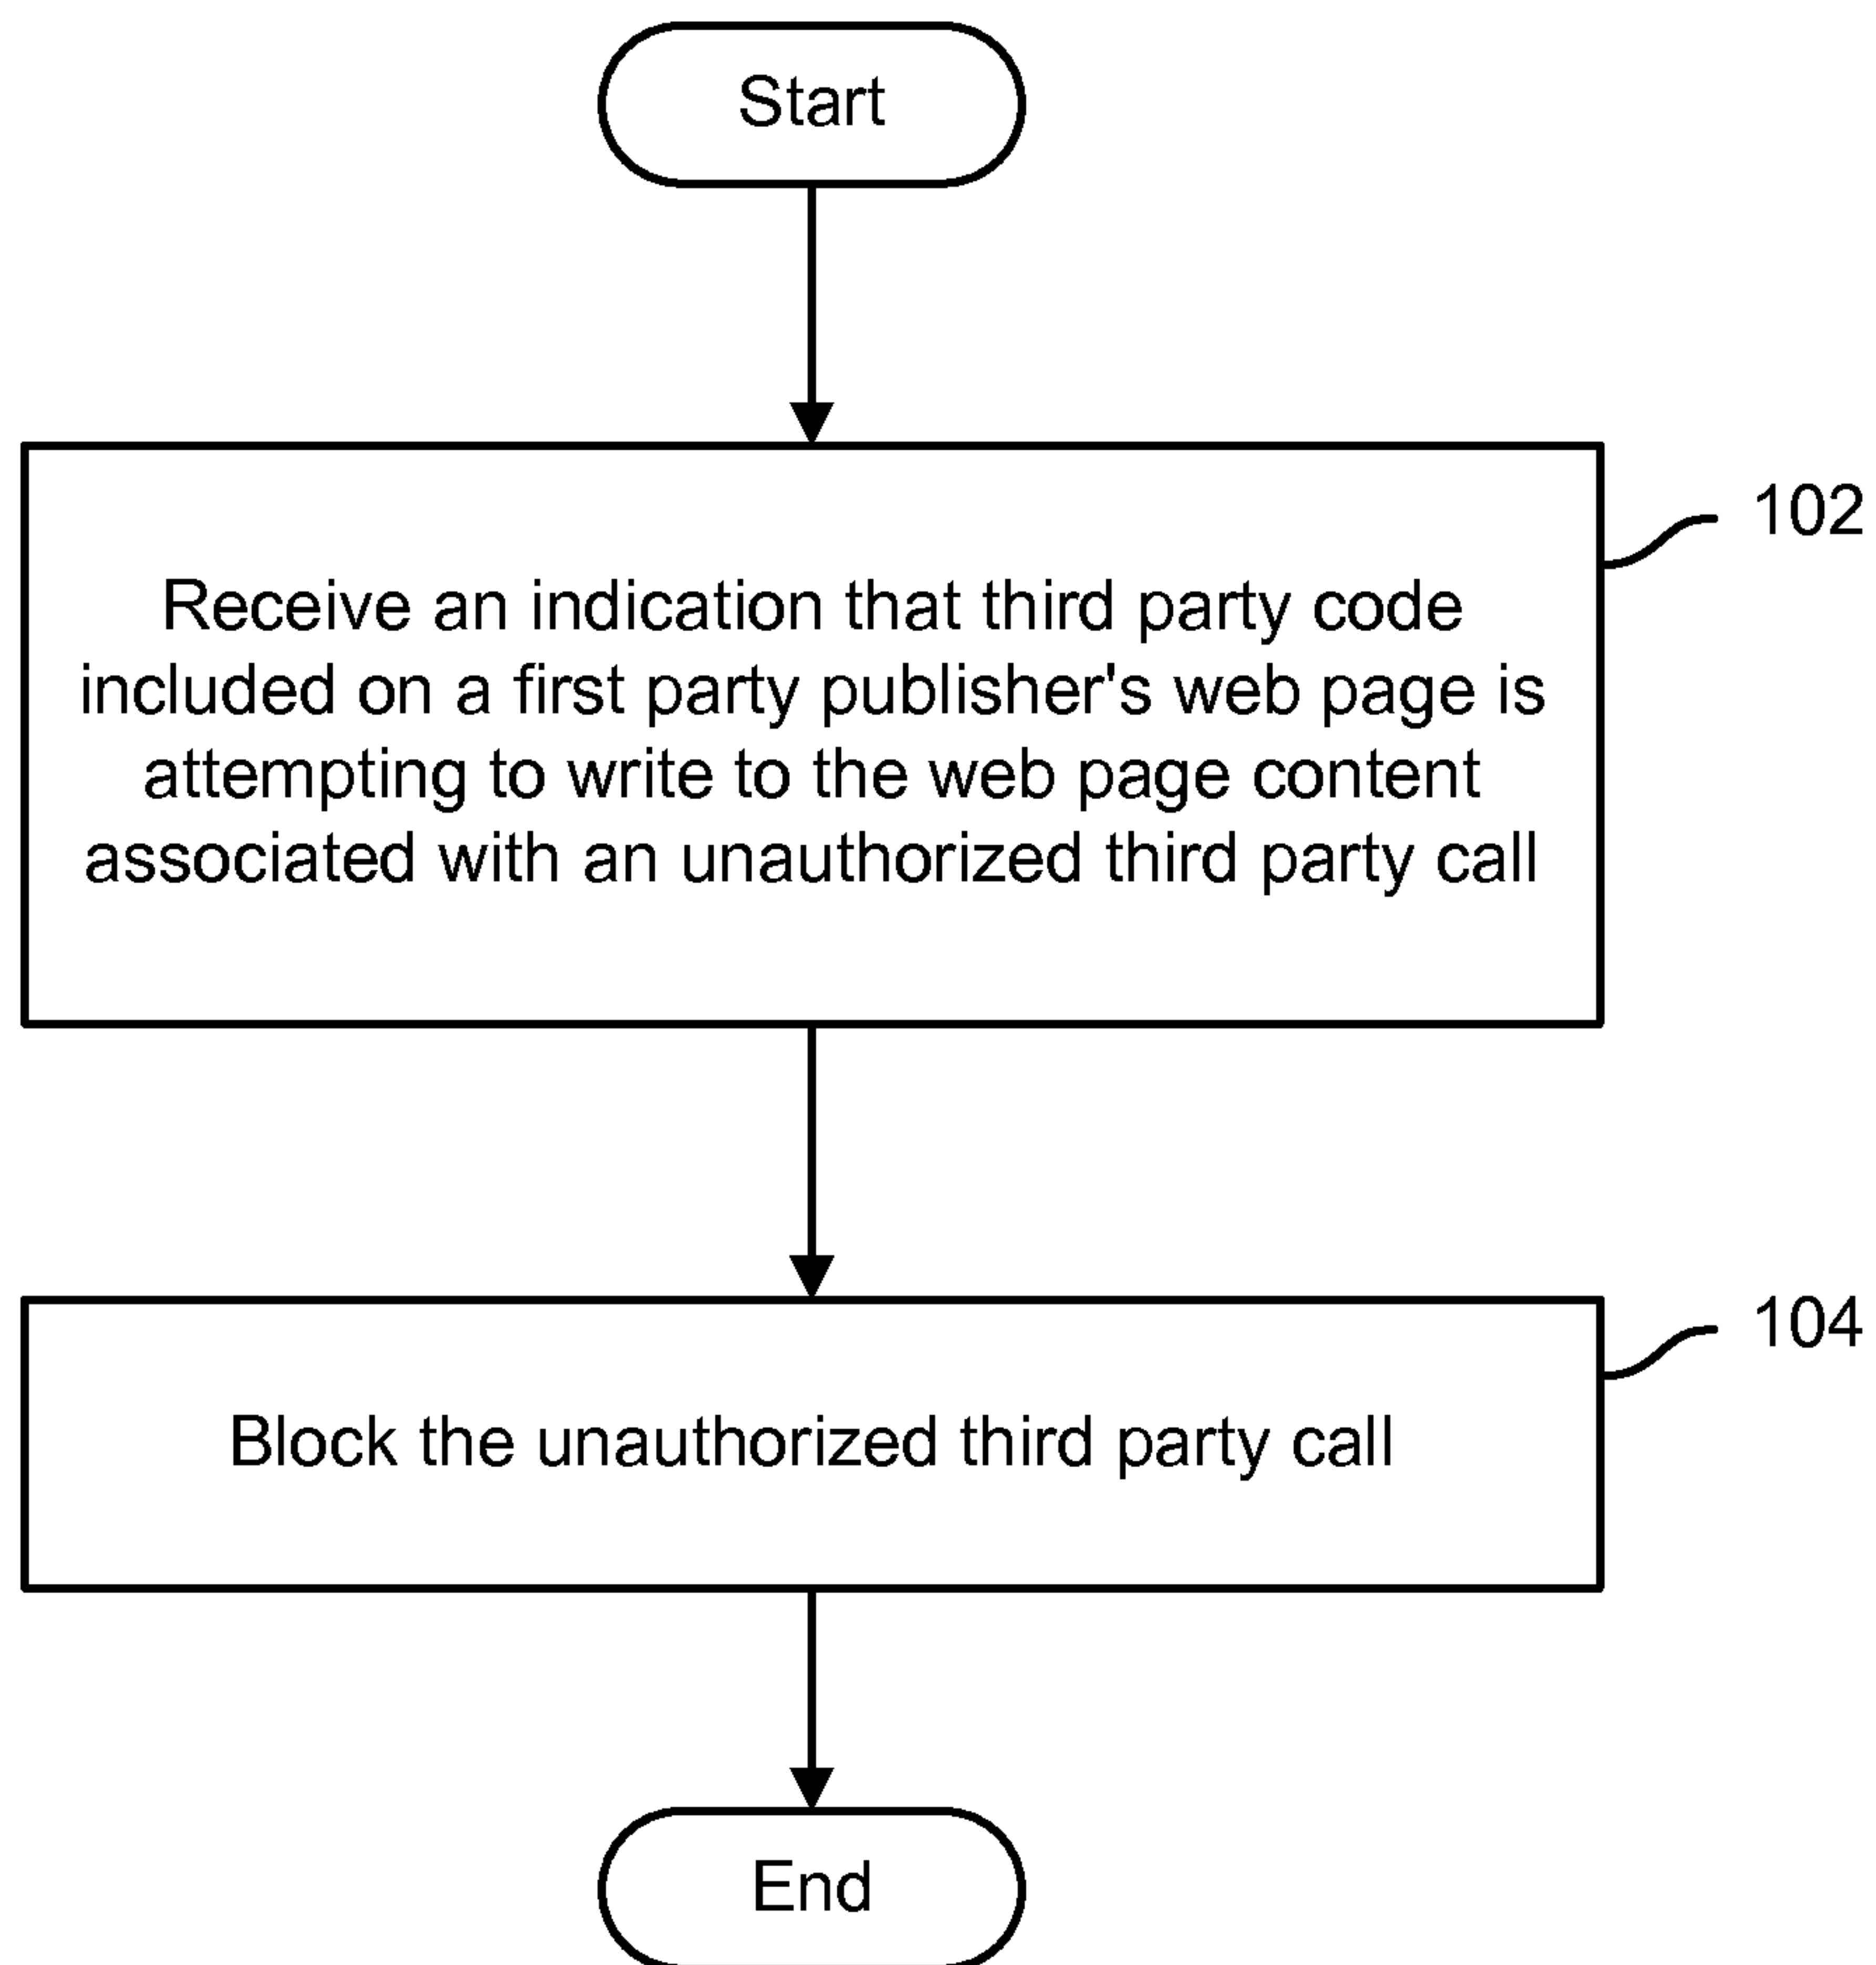 Start
102
Receive an indication that third party code
included on a first party publisher's web page is
attempting to write to the web page content
associated with an unauthorized third party call
104
Block the unauthorized third party call
End